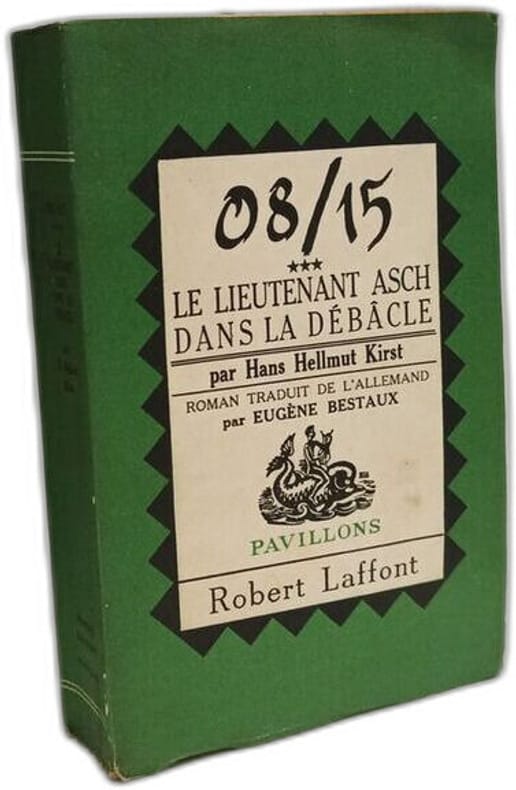 08/15
★★★
LE LIEUTENANT ASCH
DANS LA DÉBÂCLE
par Hans Hellmut Kirst
ROMAN TRADUIT DE L'ALLEMAND
par EUGÈNE BESTAUX
PAVILLONS
Robert Laffont